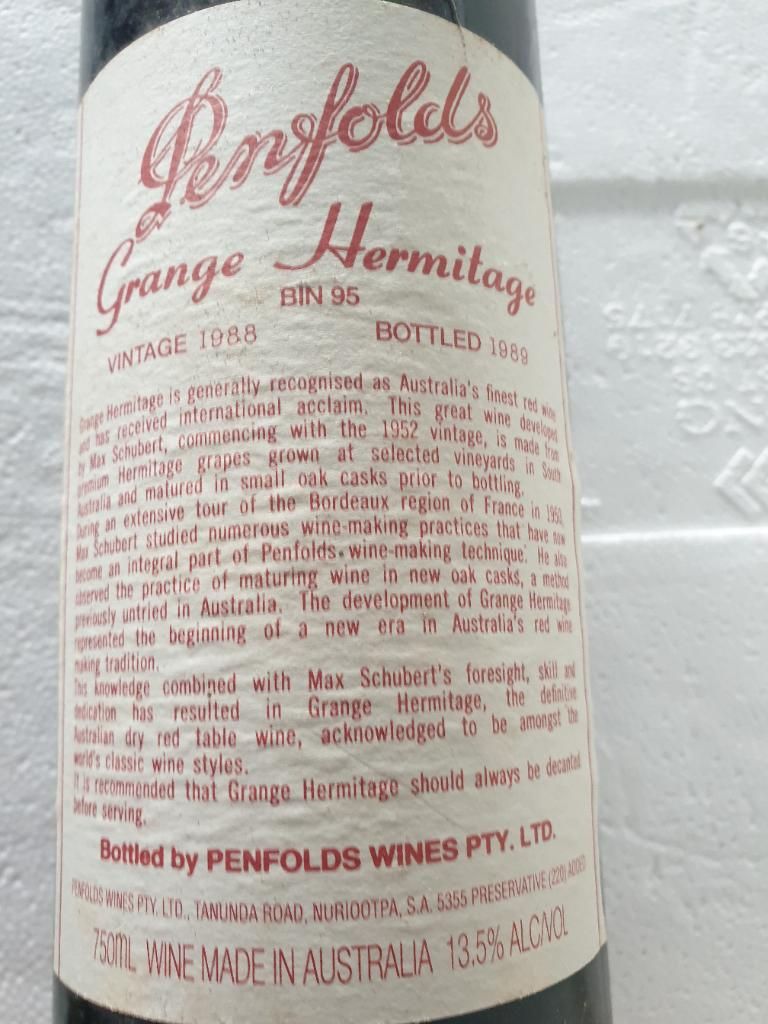 Penfolds
Grange Hermitage
BIN 95
VINTAGE 1988 BOTTLED 1989
Grange Hermitage is generally recognised as Australia's finest red wine
and has received international acclaim. This great wine developed
by Max Schubert, commencing with the 1952 vintage, is made from
premium Hermitage grapes grown at selected vineyards in South
Australia and matured in small oak casks prior to bottling.
During an extensive tour of the Bordeaux region of France in 1950,
Max Schubert studied numerous wine-making practices that have now
become an integral part of Penfolds wine-making technique. He also
observed the practice of maturing wine in new oak casks, a method
previously untried in Australia. The development of Grange Hermitage
represented the beginning of a new era in Australia's red wine
making tradition.
This knowledge combined with Max Schubert's foresight, skill and
dedication has resulted in Grange Hermitage, the definitive
Australian dry red table wine, acknowledged to be amongst the
world's classic wine styles.
It is recommended that Grange Hermitage should always be decanted
before serving.
Bottled by PENFOLDS WINES PTY. LTD.
PENFOLDS WINES PTY. LTD., TANUNDA ROAD, NURIOOTPA, S.A. 5355 PRESERVATIVE (220) ADDED
750mL WINE MADE IN AUSTRALIA 13.5% ALC/VOL